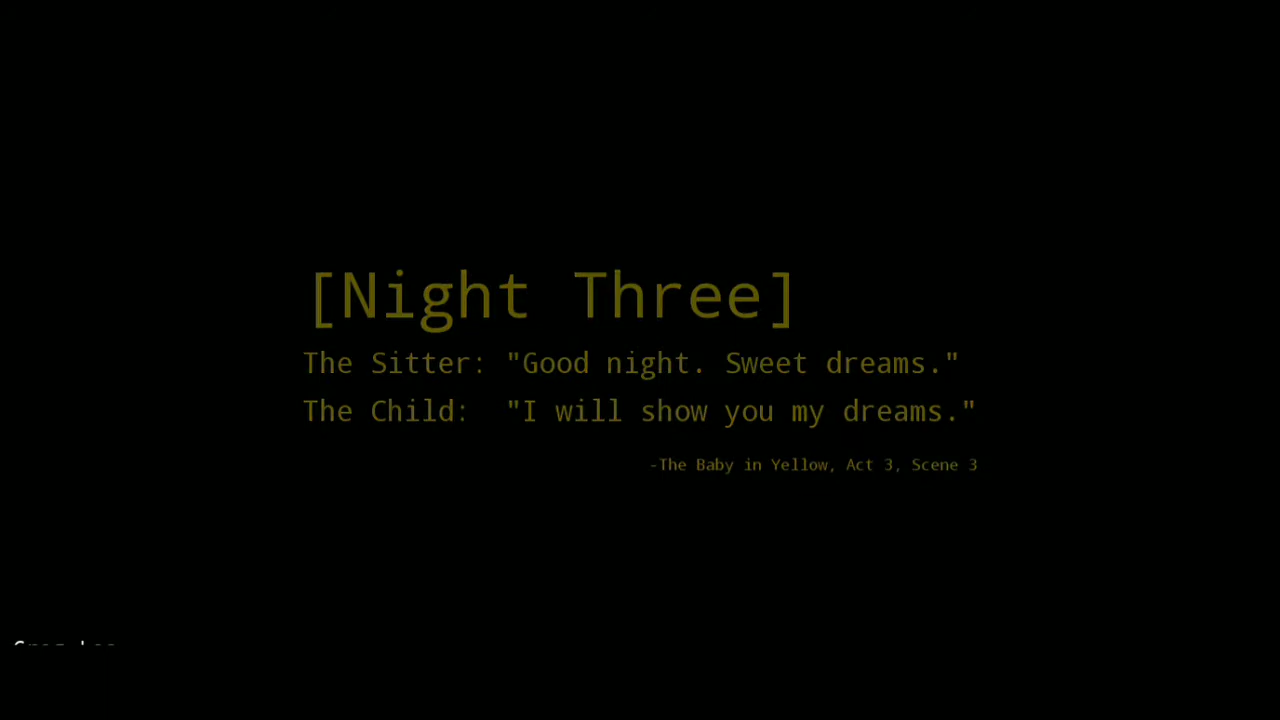 [Night Three]
The Sitter: "Good night. Sweet dreams."
The Child: "I will show you my dreams."
-The Baby in Yellow, Act 3, Scene 3